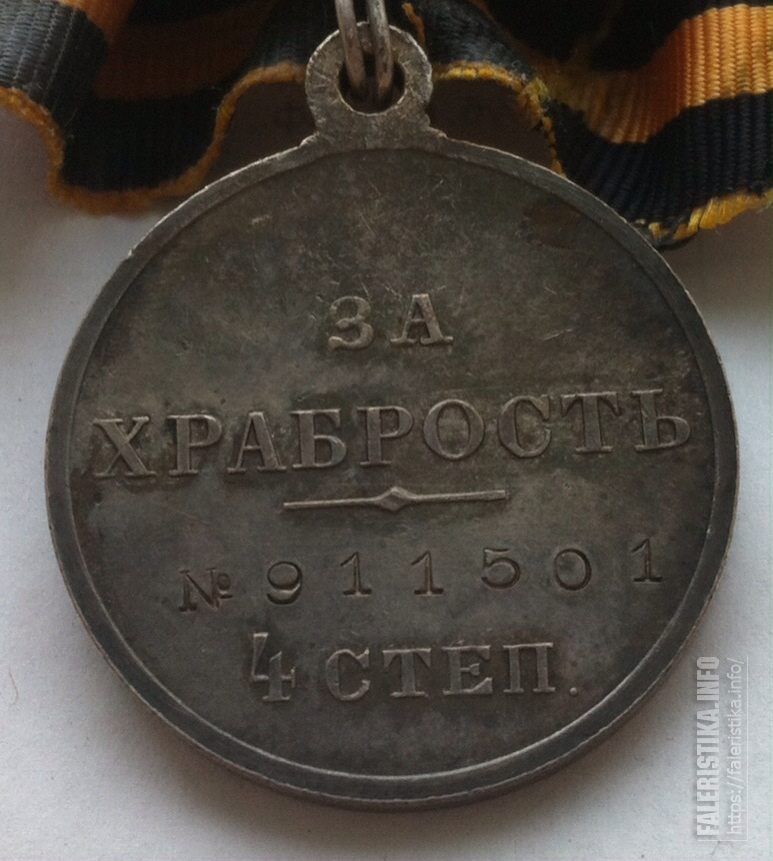 ЗА
ХРАБРОСТЬ
№ 911501
4 СТЕП.
FALERISTIKA.INFO
https://faleristika.info/